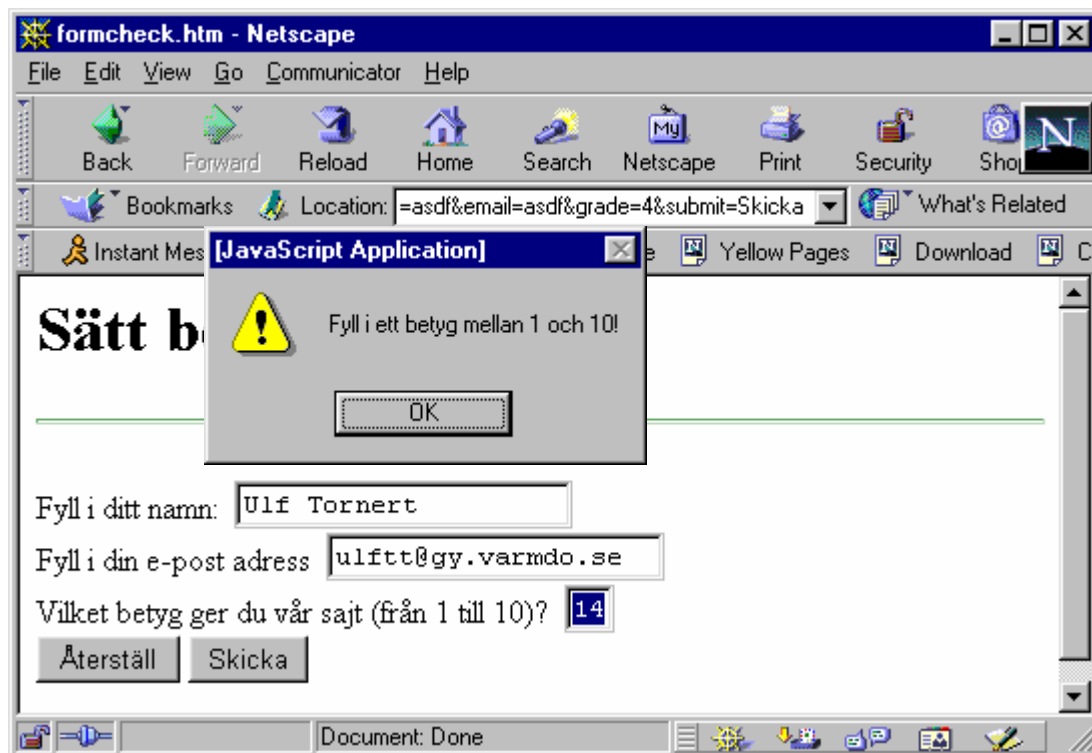 formcheck.htm - Netscape
File Edit View Go Communicator Help
My N
Back Forward Reload Home Search Netscape Print Security Shop
Bookmarks Location: =asdf&email=asdf&grade=4&submit=Skicka What's Related
Instant Mes Yellow Pages Download
[JavaScript Application]
Fyll i ett betyg mellan 1 och 10!
OK
Sätt
Fyll i ditt namn: Ulf Tornert
Fyll i din e-post adress ulftt@gy.varmdo.se
Vilket betyg ger du vår sajt (från 1 till 10)? 14
Återställ Skicka
Document: Done